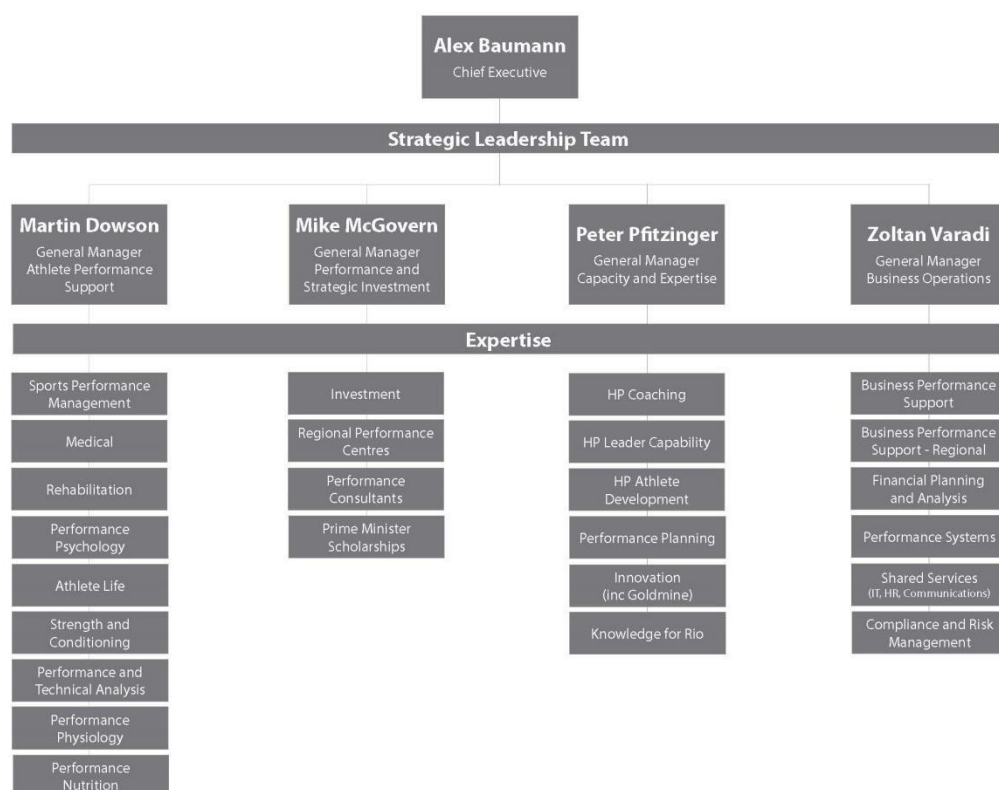 Alex Baumann
Chief Executive
Strategic Leadership Team
Martin Dowson
General Manager
Athlete Performance
Support
Mike McGovern
General Manager
Performance and
Strategic Investment
Peter Pfitzinger
General Manager
Capacity and Expertise
Zoltan Varadi
General Manager
Business Operations
Expertise
Sports Performance
Management
Medical
Rehabilitation
Performance
Psychology
Athlete Life
Strength and
Conditioning
Performance and
Technical Analysis
Performance
Physiology
Performance
Nutrition
Investment
Regional Performance
Centres
Performance
Consultants
Prime Minister
Scholarships
HP Coaching
HP Leader Capability
HP Athlete
Development
Performance Planning
Innovation
(inc Goldmine)
Knowledge for Rio
Business Performance
Support
Business Performance
Support - Regional
Financial Planning
and Analysis
Performance Systems
Shared Services
(IT, HR, Communications)
Compliance and Risk
Management